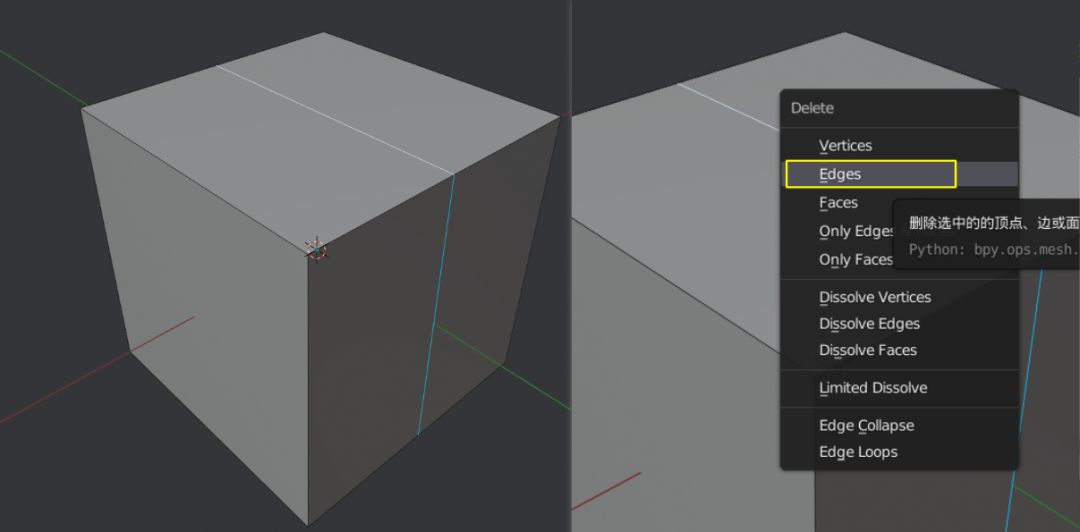 Delete
Vertices
Edges
Faces
Only Edges
Only Faces
删除选中的的顶点、边或面
Python: bpy.ops.mesh.
Dissolve Vertices
Dissolve Edges
Dissolve Faces
Limited Dissolve
Edge Collapse
Edge Loops